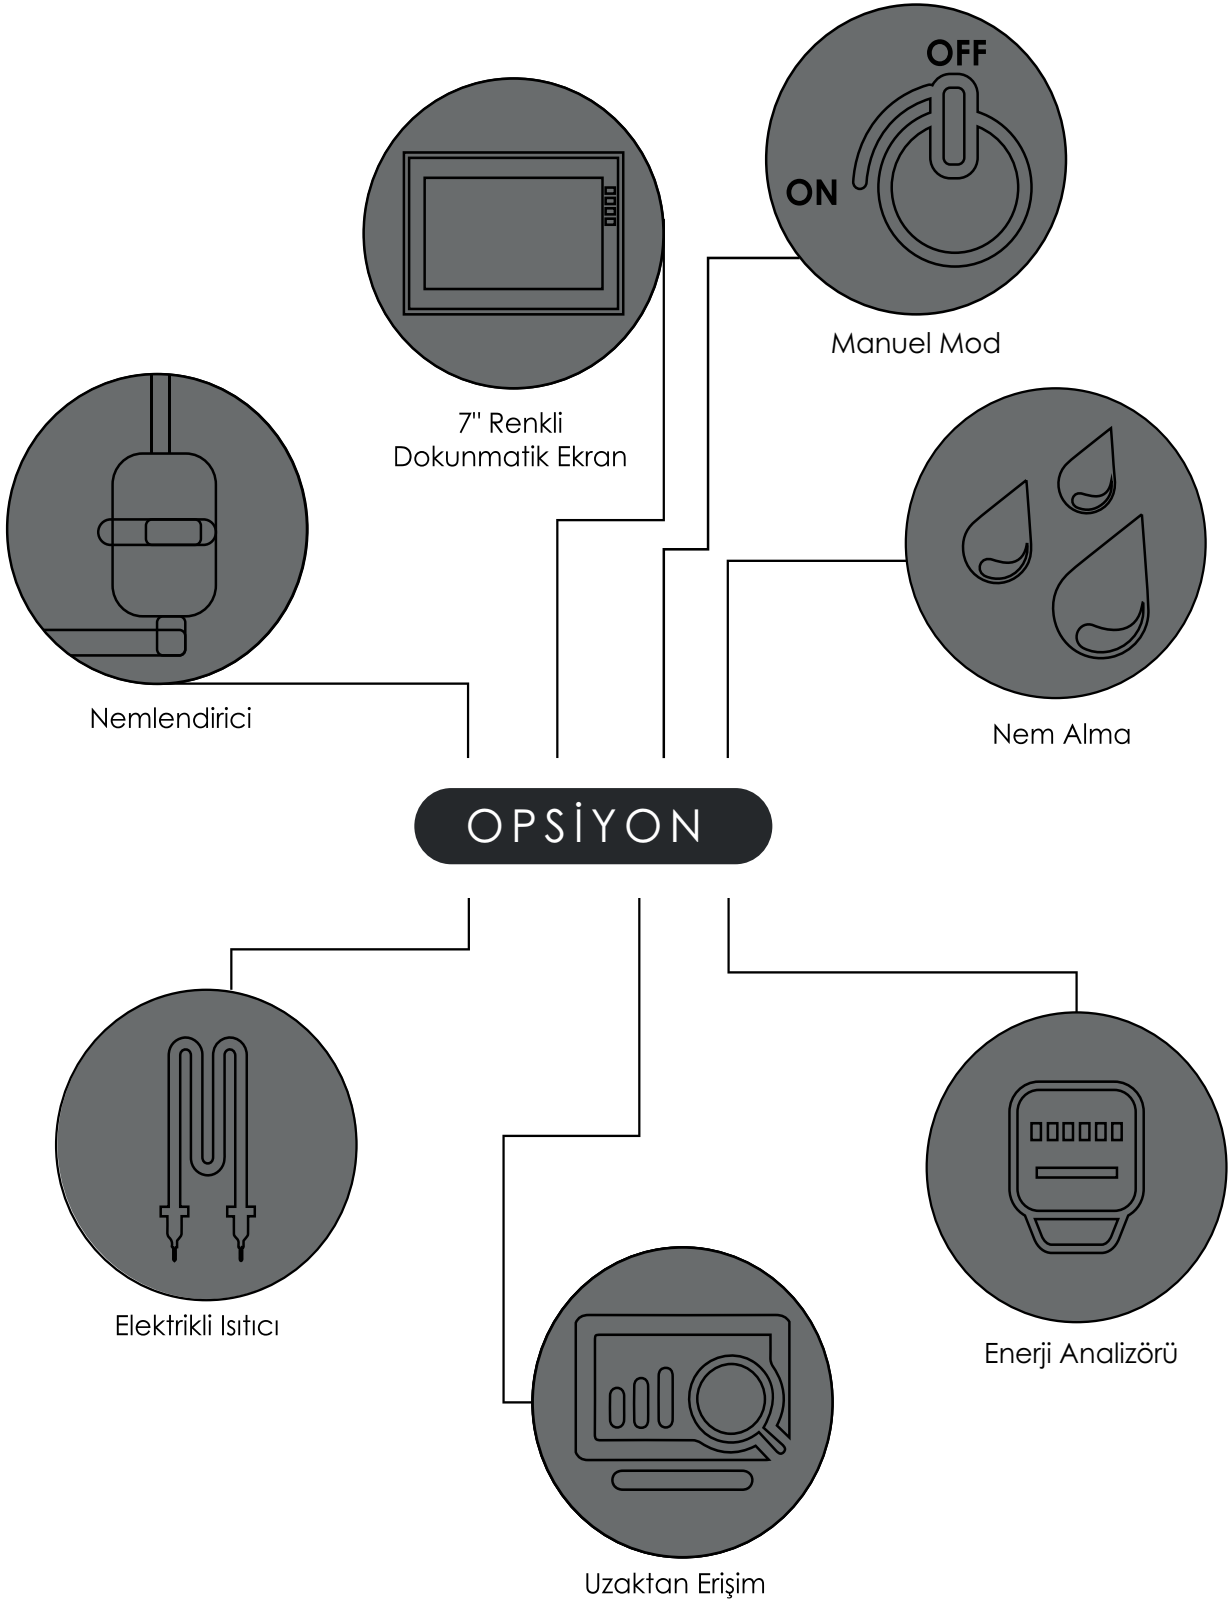 OFF
ON
Manuel Mod
7" Renkli
Dokunmatik Ekran
Nemlendirici
Nem Alma
OPSİYON
Elektrikli Isıtıcı
Enerji Analizörü
Uzaktan Erişim